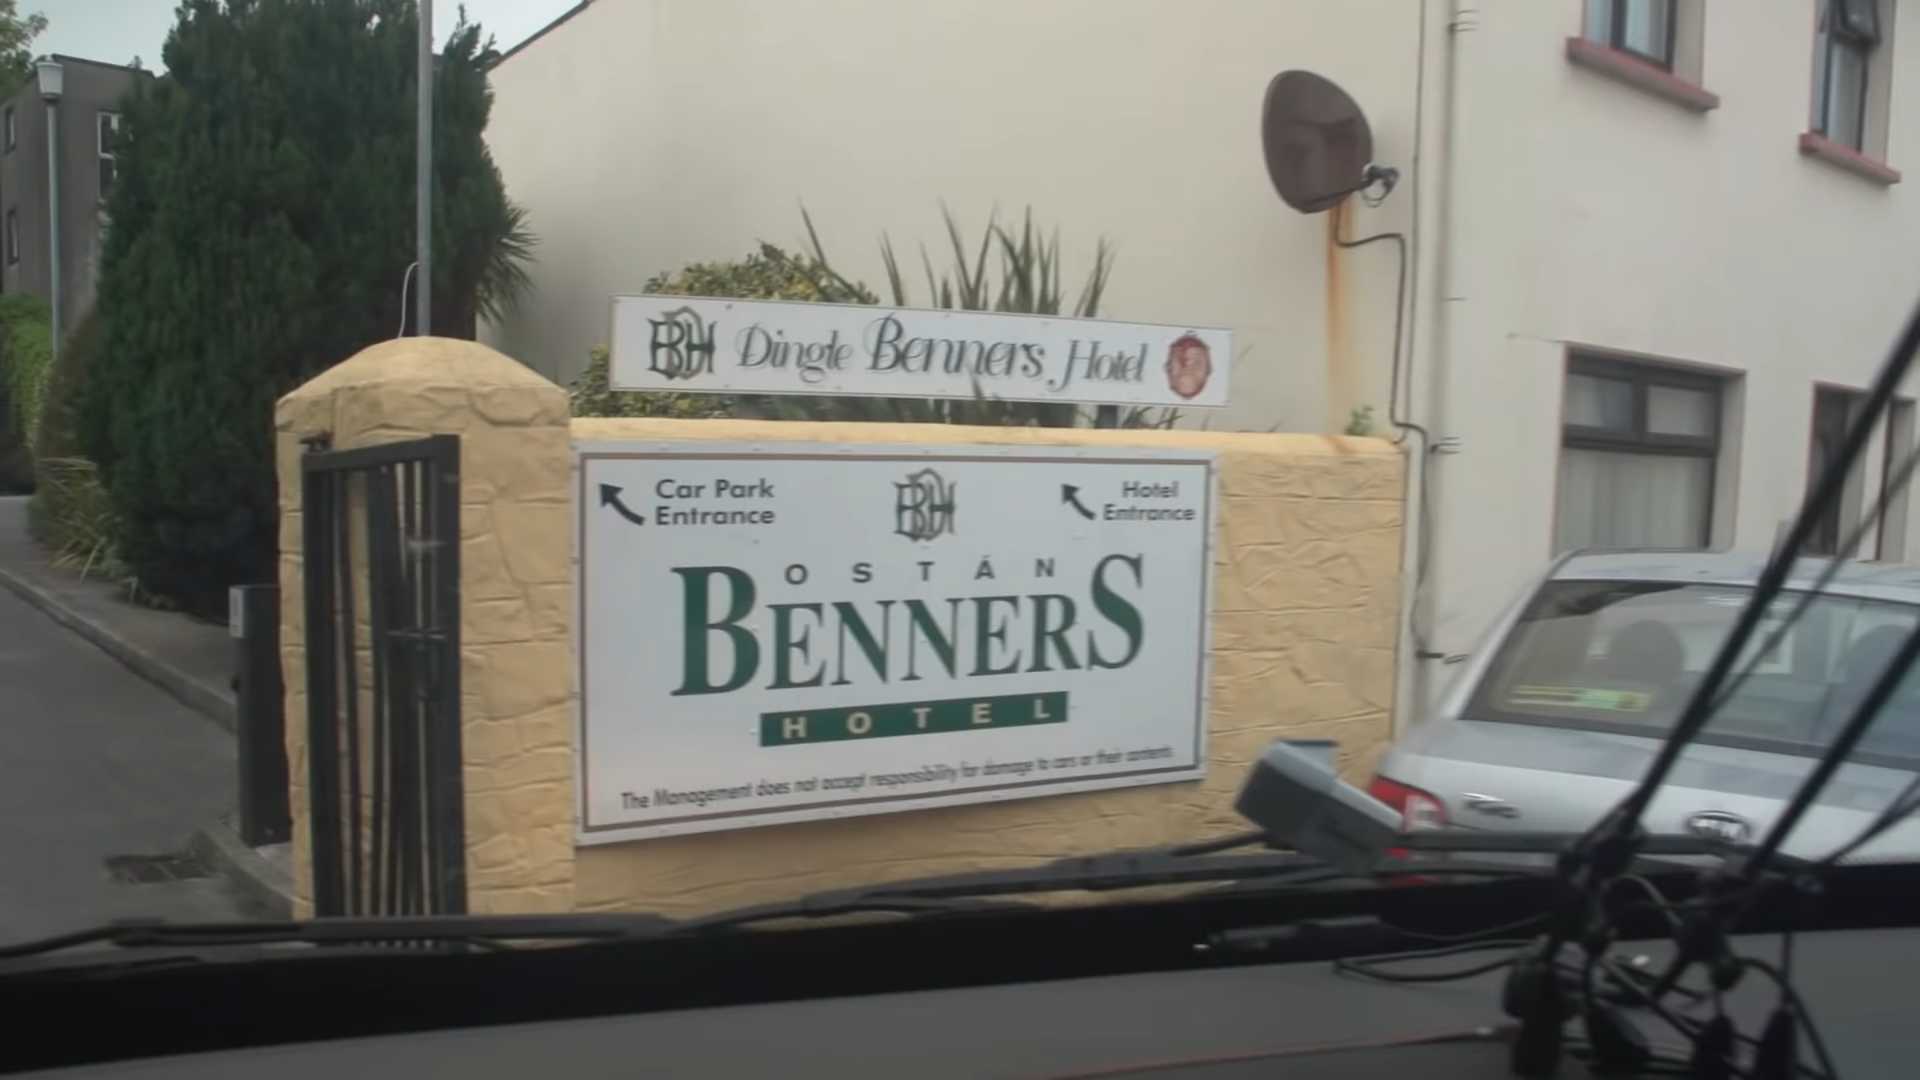 DBH Dingle Benners Hotel
Car Park
Entrance
DBH
Hotel
Entrance
OSTÁN
BENNERS
HOTEL
The Management does not accept responsibility for damage to cars or their contents